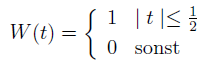 W(t) = { 1 | t |≤ 1/2
0 sonst